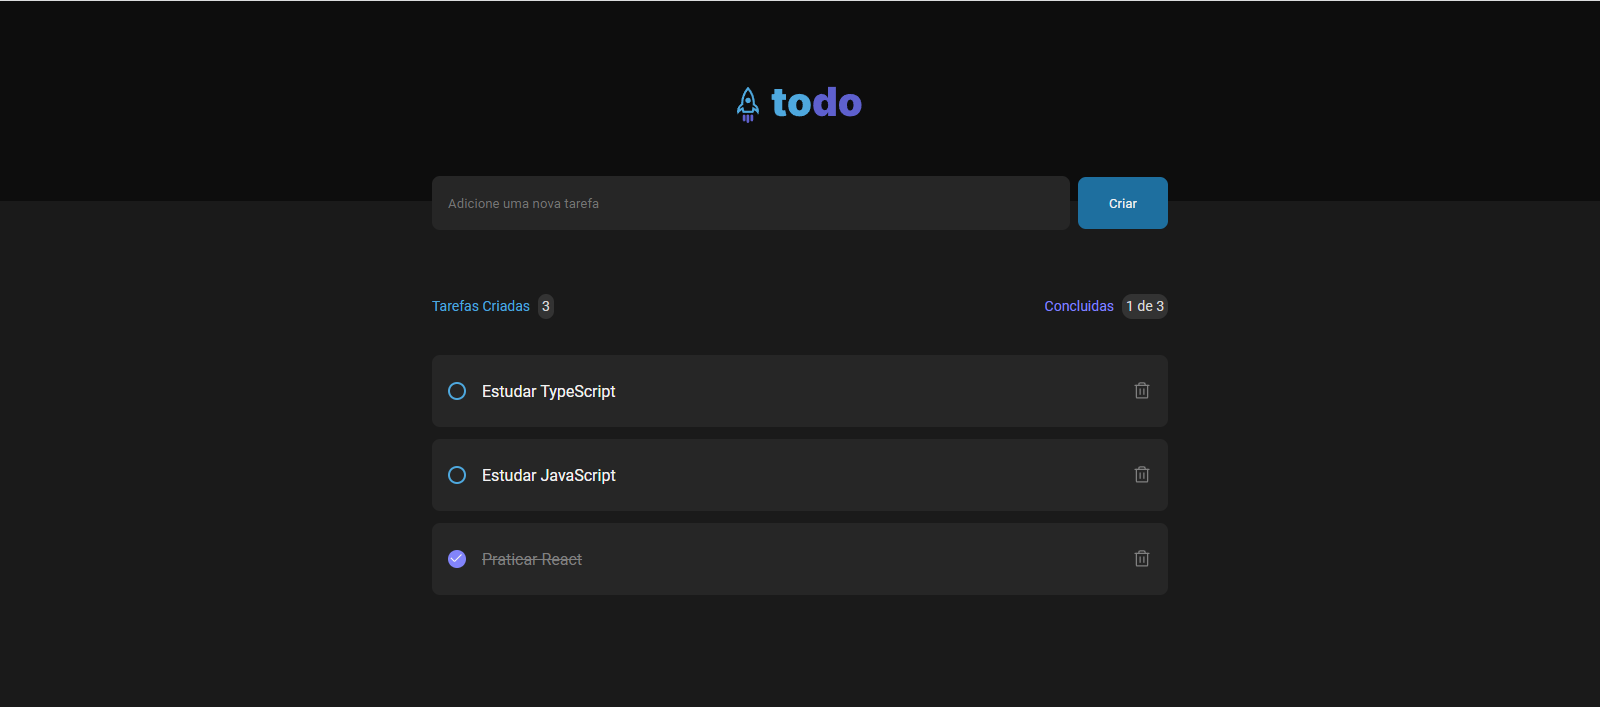 todo
Adicione uma nova tarefa
Criar
Tarefas Criadas 3
Concluidas 1 de 3
Estudar TypeScript
Estudar JavaScript
Praticar React